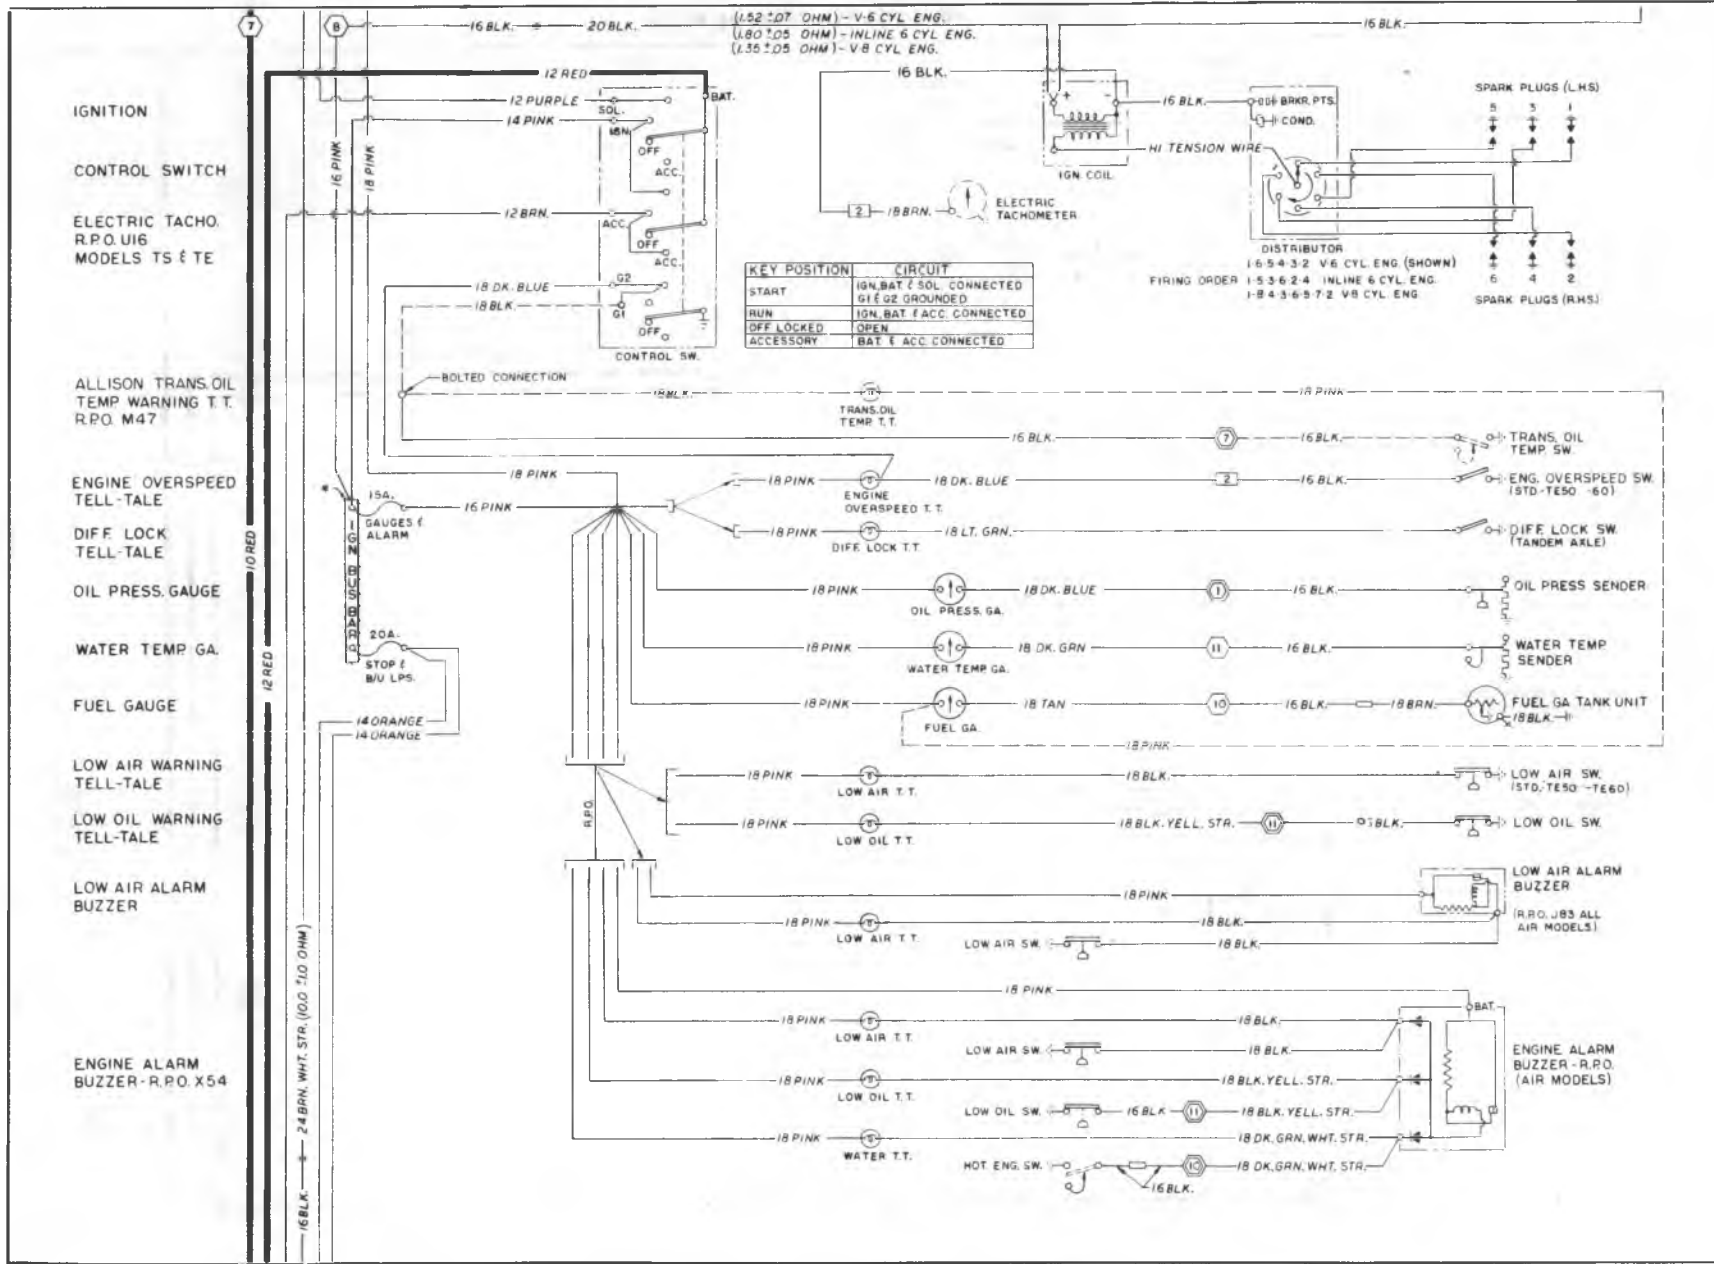 7
8
16 BLK.
20 BLK.
(1.52 ±.07 OHM) - V-6 CYL ENG.
(1.80 ±.05 OHM) - INLINE 6 CYL ENG.
(1.35 ±.05 OHM) - V-8 CYL ENG.
16 BLK.
12 RED
BAT.
16 BLK.
IGNITION
12 PURPLE
SOL.
14 PINK
IGN.
OFF
ACC.
+ -
IGN. COIL
16 BLK.
BRKR. PTS.
COND.
HI TENSION WIRE
SPARK PLUGS (L.H.S)
5 3 1
CONTROL SWITCH
16 PINK
18 PINK
ELECTRIC TACHO.
R.P.O. U16
MODELS TS & TE
12 BRN.
ACC.
OFF
ACC.
2
18 BRN.
ELECTRIC
TACHOMETER
DISTRIBUTOR
FIRING ORDER
1-6-5-4-3-2 V-6 CYL. ENG. (SHOWN)
1-5-3-6-2-4 INLINE 6 CYL. ENG.
1-8-4-3-6-5-7-2 V8 CYL. ENG.
6 4 2
SPARK PLUGS (R.H.S.)
18 DK. BLUE
G2
18 BLK.
G1
OFF
CONTROL SW.
KEY POSITION CIRCUIT
START IGN, BAT & SOL. CONNECTED
G1 & G2 GROUNDED
RUN IGN, BAT & ACC. CONNECTED
OFF LOCKED OPEN
ACCESSORY BAT. & ACC. CONNECTED
ALLISON TRANS. OIL
TEMP WARNING T.T.
R.P.O. M47
BOLTED CONNECTION
18 BLK.
TRANS. OIL
TEMP. T.T.
18 PINK
16 BLK.
7
16 BLK.
TRANS. OIL
TEMP. SW.
ENGINE OVERSPEED
TELL-TALE
18 PINK
18 PINK
ENGINE
OVERSPEED T.T.
18 DK. BLUE
2
16 BLK.
ENG. OVERSPEED SW.
(STD.-TE50 -60)
15A.
GAUGES &
ALARM
16 PINK
IGN BUS BAR
10 RED
DIFF. LOCK
TELL-TALE
18 PINK
DIFF. LOCK T.T.
18 LT. GRN.
DIFF. LOCK SW.
(TANDEM AXLE)
OIL PRESS. GAUGE
18 PINK
OIL PRESS. GA.
18 DK. BLUE
1
16 BLK.
OIL PRESS SENDER
WATER TEMP. GA.
20A.
STOP &
B/U LPS.
12 RED
18 PINK
WATER TEMP GA.
18 DK. GRN
11
16 BLK.
WATER TEMP
SENDER
FUEL GAUGE
14 ORANGE
14 ORANGE
18 PINK
FUEL GA.
18 TAN
10
16 BLK.
18 BRN.
FUEL GA TANK UNIT
18 BLK.
18 PINK
LOW AIR WARNING
TELL-TALE
18 PINK
LOW AIR T.T.
18 BLK.
LOW AIR SW.
(STD.-TE50 -TE60)
R.P.O.
LOW OIL WARNING
TELL-TALE
18 PINK
LOW OIL T.T.
18 BLK. YELL. STR.
11
BLK.
LOW OIL SW.
LOW AIR ALARM
BUZZER
18 PINK
LOW AIR ALARM
BUZZER
(R.P.O. J83 ALL
AIR MODELS)
18 PINK
LOW AIR T.T.
18 BLK.
LOW AIR SW.
18 BLK.
24 BRN. WHT. STR. (10.0 ±1.0 OHM)
16 BLK.
18 PINK
BAT.
18 PINK
LOW AIR T.T.
18 BLK.
LOW AIR SW.
18 BLK.
ENGINE ALARM
BUZZER - R.P.O. X54
18 PINK
LOW OIL T.T.
18 BLK. YELL. STR.
ENGINE ALARM
BUZZER - R.P.O.
(AIR MODELS)
LOW OIL SW.
16 BLK
11
18 BLK. YELL. STR.
18 PINK
WATER T.T.
18 DK. GRN. WHT. STR.
HOT. ENG. SW.
16 BLK.
10
18 DK. GRN. WHT. STR.